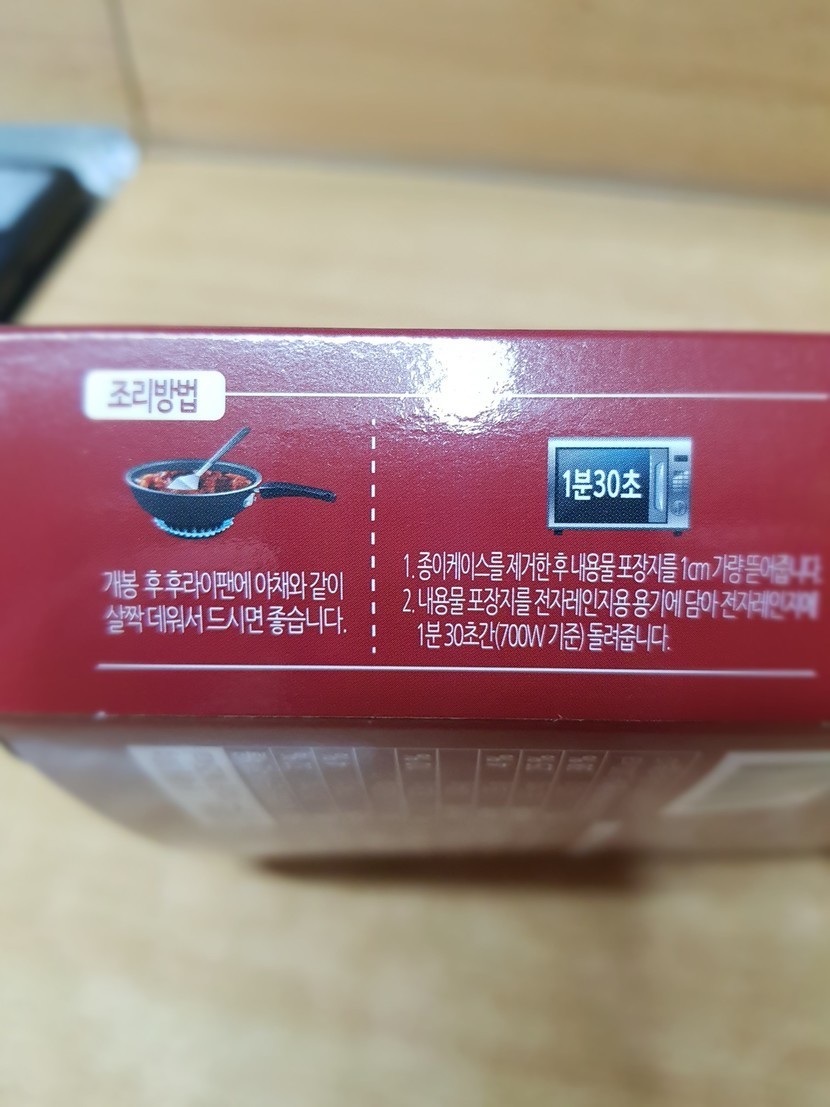 조리방법
개봉 후 후라이팬에 야채와 같이
살짝 데워서 드시면 좋습니다.
1분30초
1. 종이케이스를 제거한 후 내용물 포장지를 1cm 가량 뜯어줍니다.
2. 내용물 포장지를 전자레인지용 용기에 담아 전자레인지에
1분 30초간(700W 기준) 돌려줍니다.